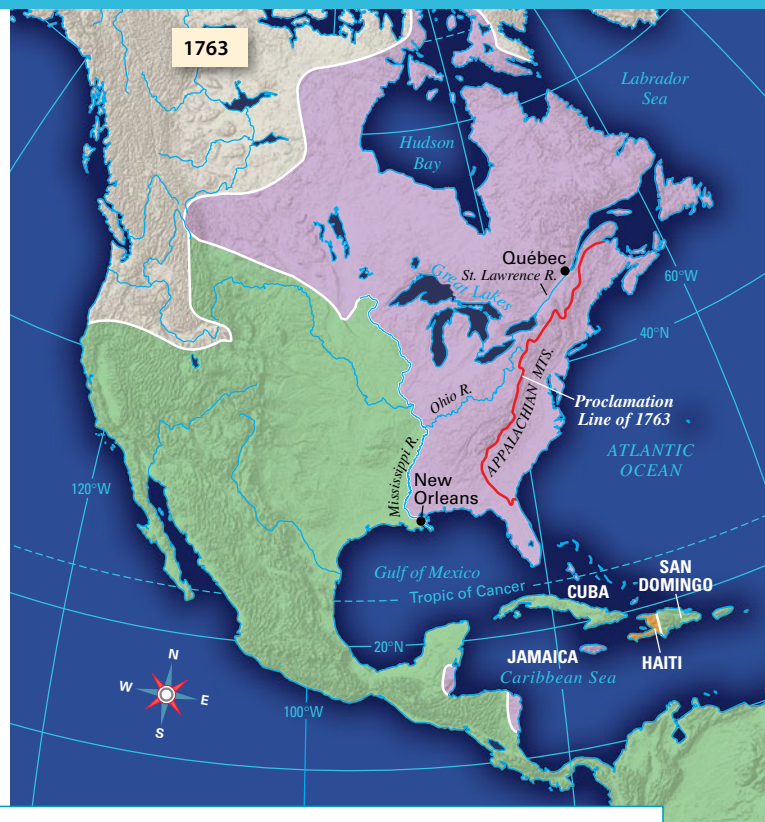 1763
Labrador
Sea
Hudson
Bay
Québec
St. Lawrence R.
Great Lakes
60°W
40°N
APPALACHIAN MTS.
Ohio R.
Proclamation
Line of 1763
Mississippi R.
ATLANTIC
OCEAN
120°W
New
Orleans
Gulf of Mexico
Tropic of Cancer
CUBA
SAN
DOMINGO
20°N
JAMAICA
HAITI
Caribbean Sea
N
W
E
S
100°W